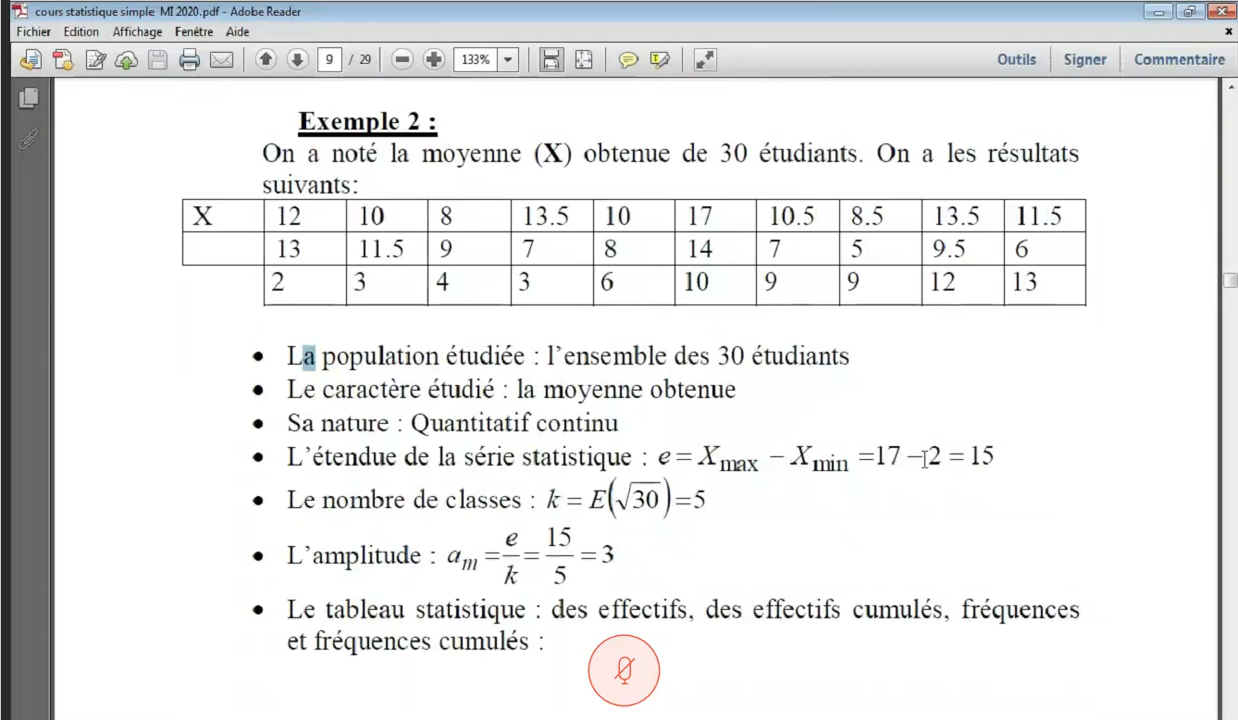 cours statistique simple MI 2020.pdf - Adobe Reader
Fichier Edition Affichage Fenêtre Aide
9 / 29 133% Outils Signer Commentaire
Exemple 2 :
On a noté la moyenne (X) obtenue de 30 étudiants. On a les résultats
suivants:
X 12 10 8 13.5 10 17 10.5 8.5 13.5 11.5
13 11.5 9 7 8 14 7 5 9.5 6
2 3 4 3 6 10 9 9 12 13
• La population étudiée : l'ensemble des 30 étudiants
• Le caractère étudié : la moyenne obtenue
• Sa nature : Quantitatif continu
• L'étendue de la série statistique : e = Xmax − Xmin =17 −2 = 15
• Le nombre de classes : k = E(√30)=5
• L'amplitude : am = e/k = 15/5 = 3
• Le tableau statistique : des effectifs, des effectifs cumulés, fréquences
et fréquences cumulés :